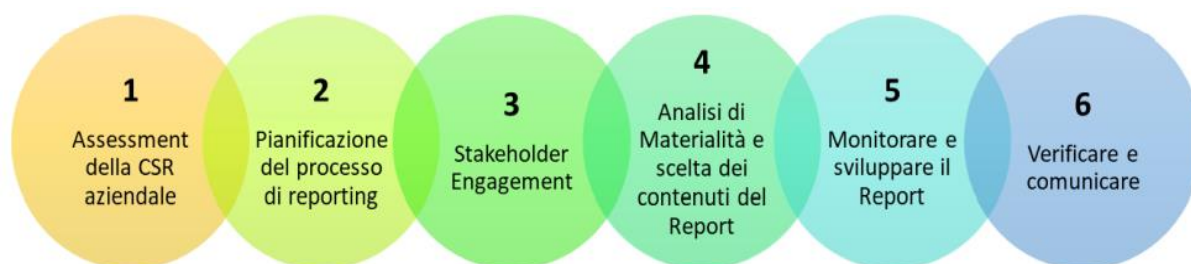 1
Assessment
della CSR
aziendale
2
Pianificazione
del processo
di reporting
3
Stakeholder
Engagement
4
Analisi di
Materialità e
scelta dei
contenuti del
Report
5
Monitorare e
sviluppare il
Report
6
Verificare e
comunicare